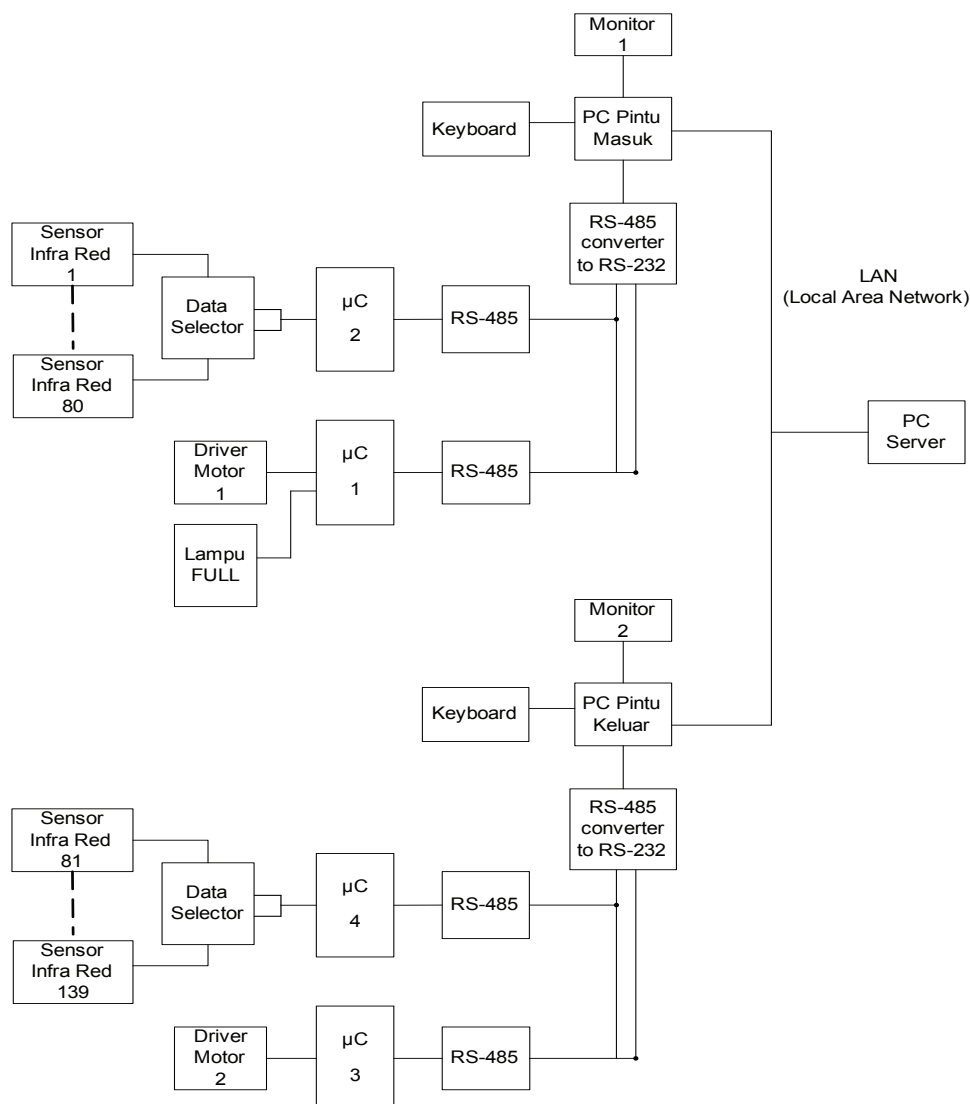 Monitor
1
Keyboard
PC Pintu
Masuk
RS-485
converter
to RS-232
Sensor
Infra Red
1
Data
Selector
µC
2
RS-485
Sensor
Infra Red
80
LAN
(Local Area Network)
PC
Server
Driver
Motor
1
µC
1
RS-485
Lampu
FULL
Monitor
2
Keyboard
PC Pintu
Keluar
RS-485
converter
to RS-232
Sensor
Infra Red
81
Data
Selector
µC
4
RS-485
Sensor
Infra Red
139
Driver
Motor
2
µC
3
RS-485